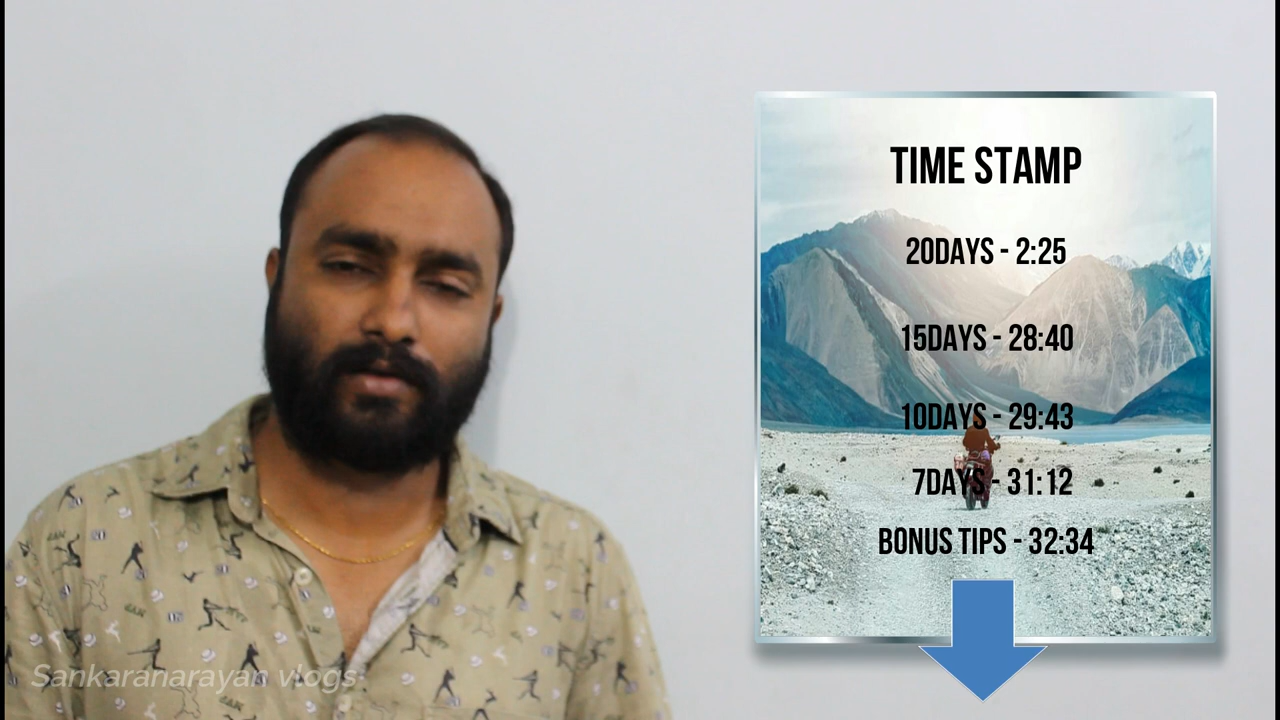 TIME STAMP
20DAYS - 2:25
15DAYS - 28:40
10DAYS - 29:43
7DAYS - 31:12
BONUS TIPS - 32:34
Sankaranarayan vlogs